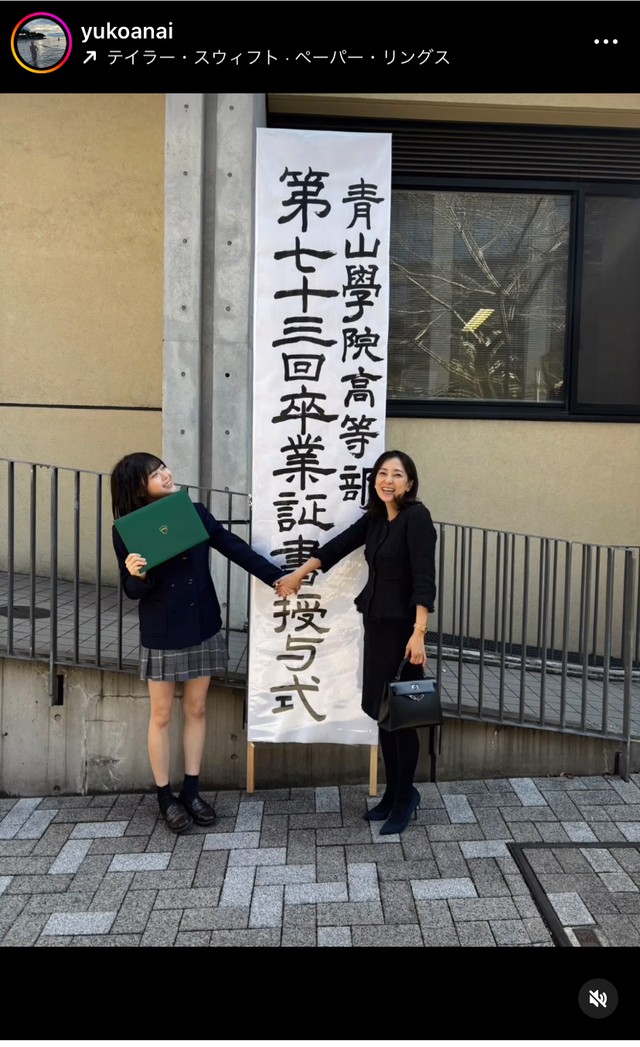 yukoanai
テイラー・スウィフト · ペーパー・リングス
青山學院高等部
第七十三回卒業証書授与式